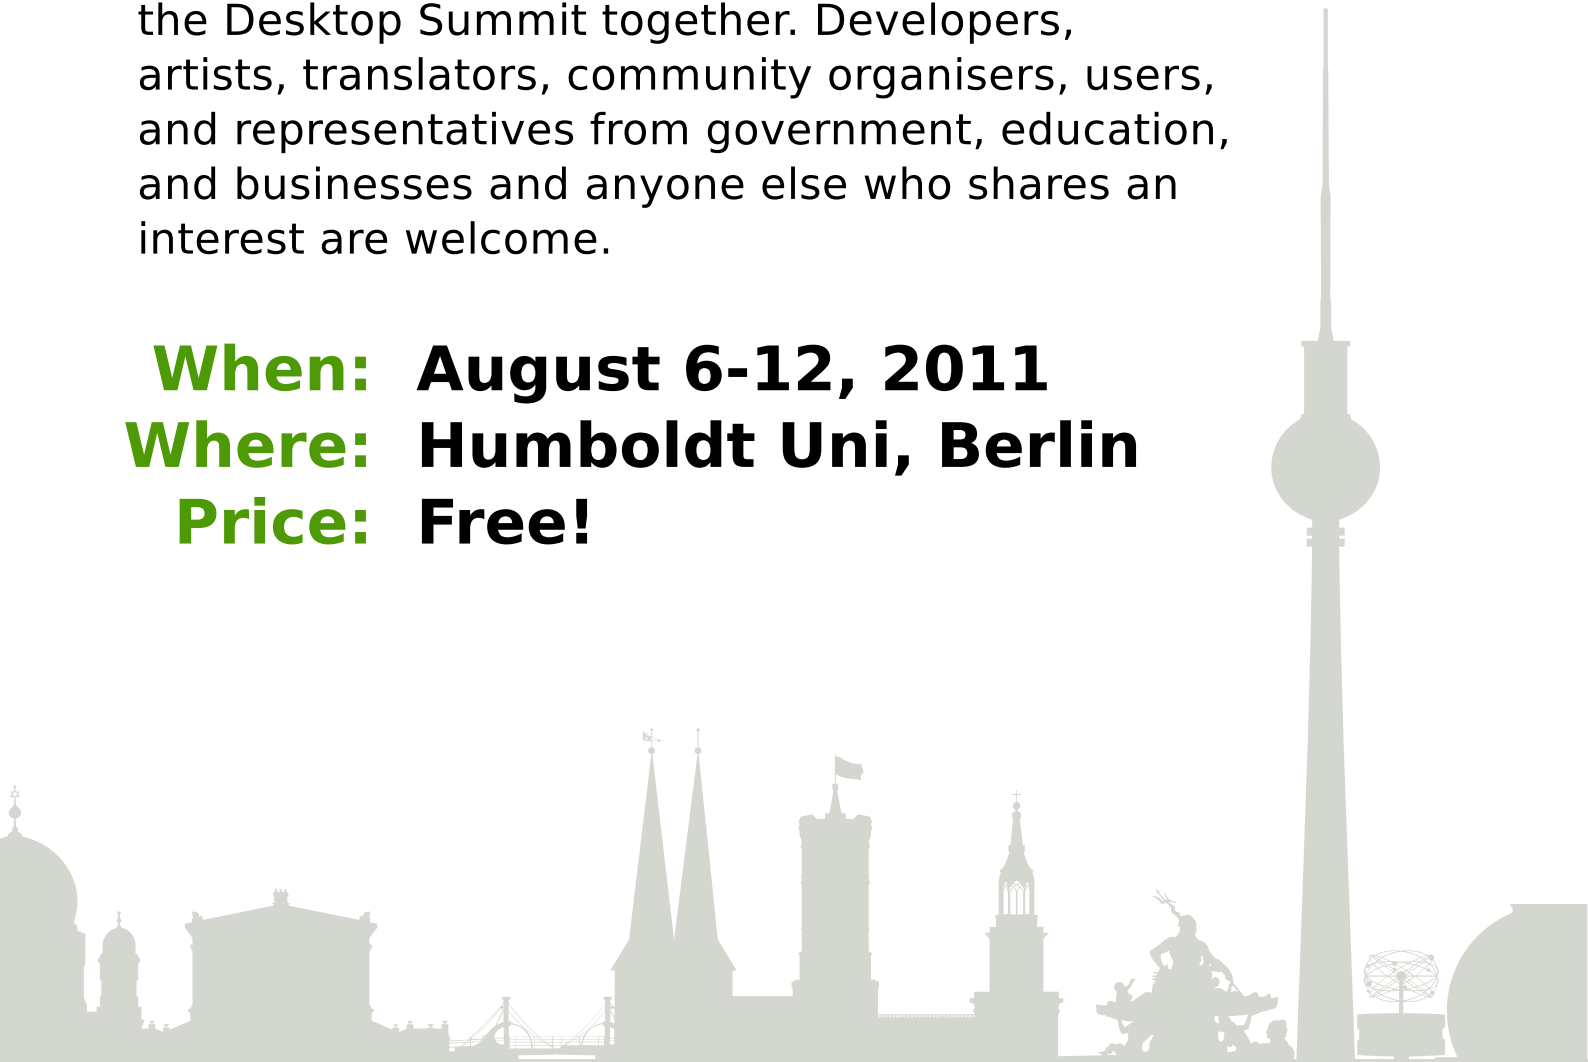 the Desktop Summit together. Developers,
artists, translators, community organisers, users,
and representatives from government, education,
and businesses and anyone else who shares an
interest are welcome.
When: August 6-12, 2011
Where: Humboldt Uni, Berlin
Price: Free!